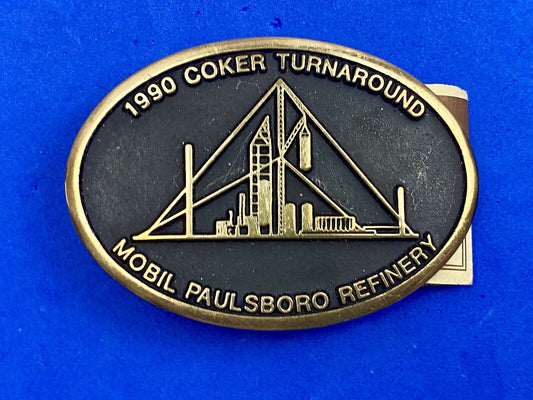 1990 COKER TURNAROUND
MOBIL PAULSBORO REFINERY